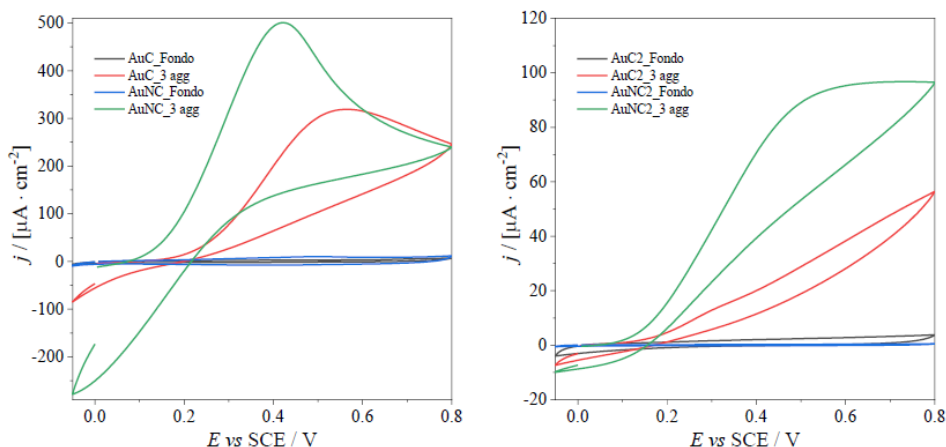 500
400
300
200
100
0
-100
-200
j / [µA · cm⁻²]
AuC_Fondo
AuC_3 agg
AuNC_Fondo
AuNC_3 agg
0.0 0.2 0.4 0.6 0.8
E vs SCE / V
120
100
80
60
40
20
0
-20
j / [µA · cm⁻²]
AuC2_Fondo
AuC2_3 agg
AuNC2_Fondo
AuNC2_3 agg
0.0 0.2 0.4 0.6 0.8
E vs SCE / V